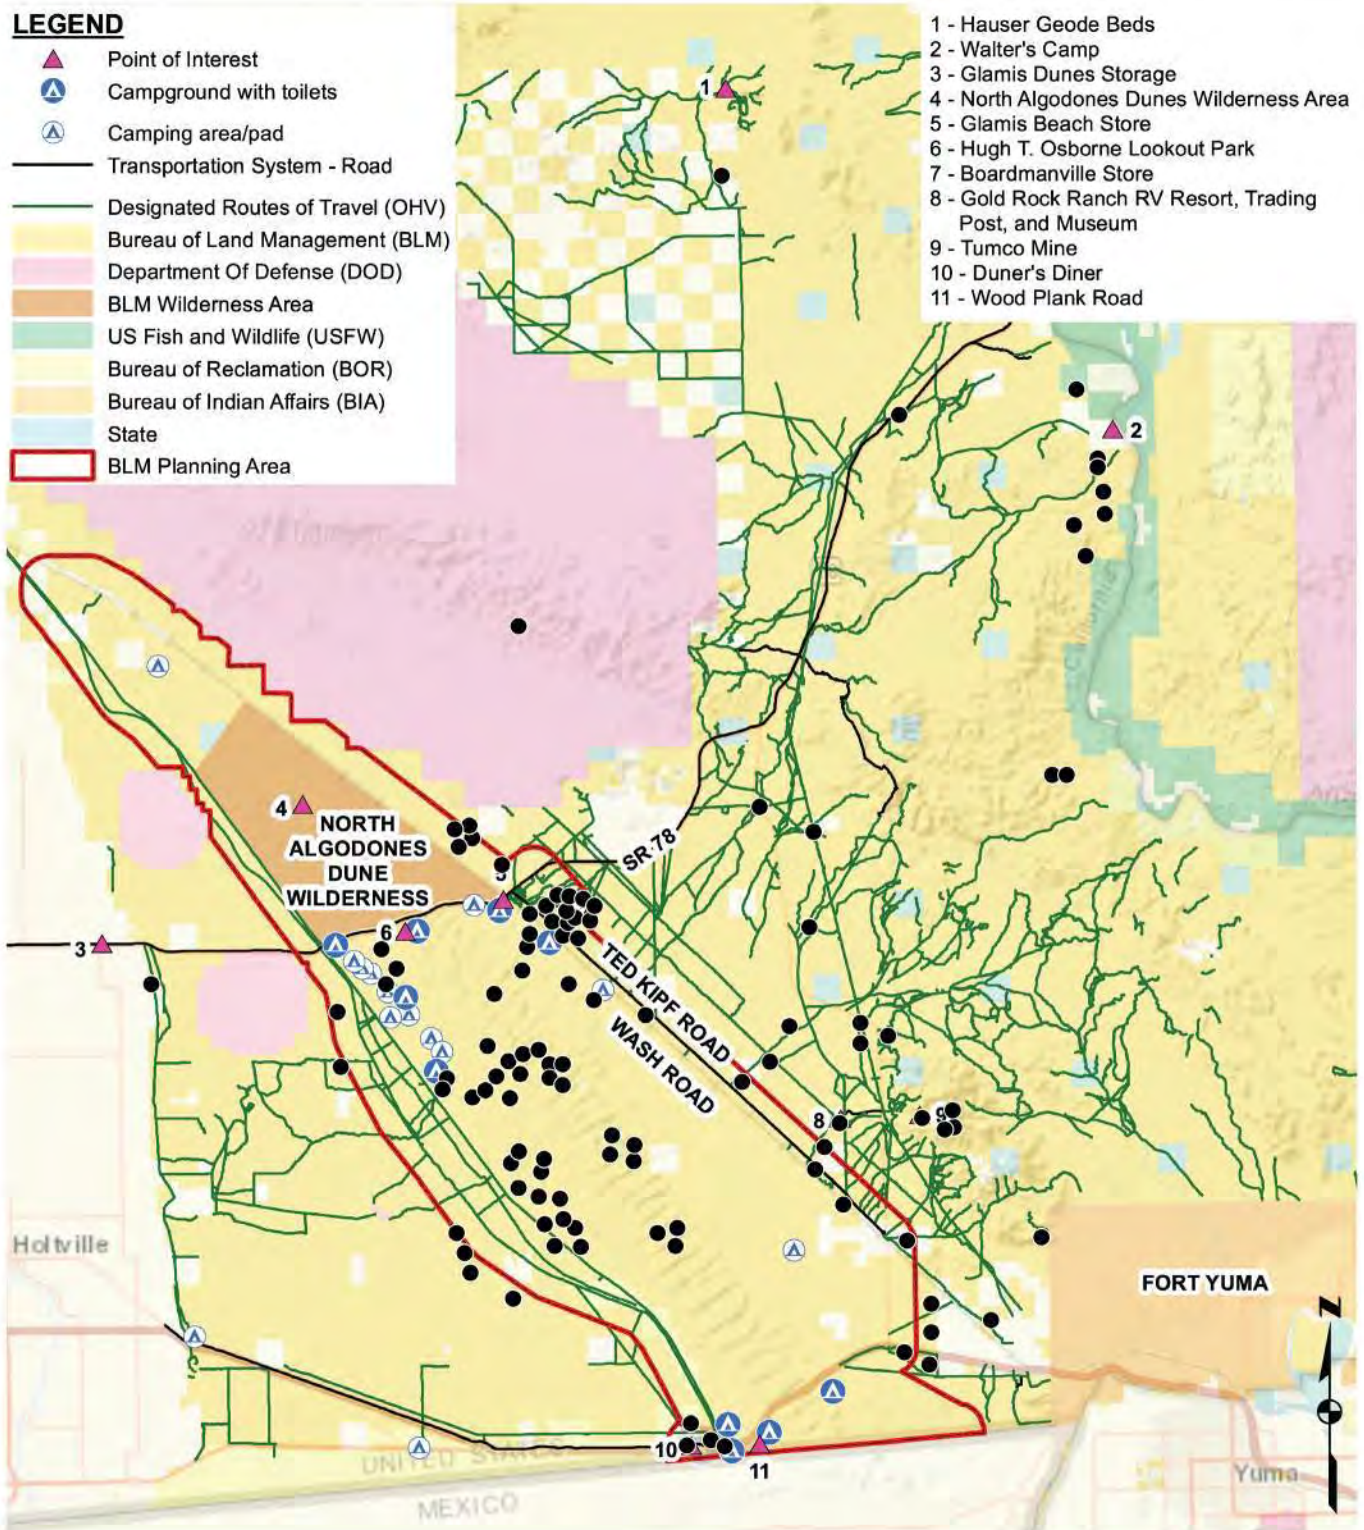 LEGEND
Point of Interest
Campground with toilets
Camping area/pad
Transportation System - Road
Designated Routes of Travel (OHV)
Bureau of Land Management (BLM)
Department Of Defense (DOD)
BLM Wilderness Area
US Fish and Wildlife (USFW)
Bureau of Reclamation (BOR)
Bureau of Indian Affairs (BIA)
State
BLM Planning Area
1 - Hauser Geode Beds
2 - Walter's Camp
3 - Glamis Dunes Storage
4 - North Algodones Dunes Wilderness Area
5 - Glamis Beach Store
6 - Hugh T. Osborne Lookout Park
7 - Boardmanville Store
8 - Gold Rock Ranch RV Resort, Trading
Post, and Museum
9 - Tumco Mine
10 - Duner's Diner
11 - Wood Plank Road
1
2
4
NORTH
ALGODONES
DUNE
WILDERNESS
5
SR 78
6
3
TED KIPF ROAD
WASH ROAD
8
9
Holtville
FORT YUMA
Z
10
11
UNITED STATES
MEXICO
Yuma